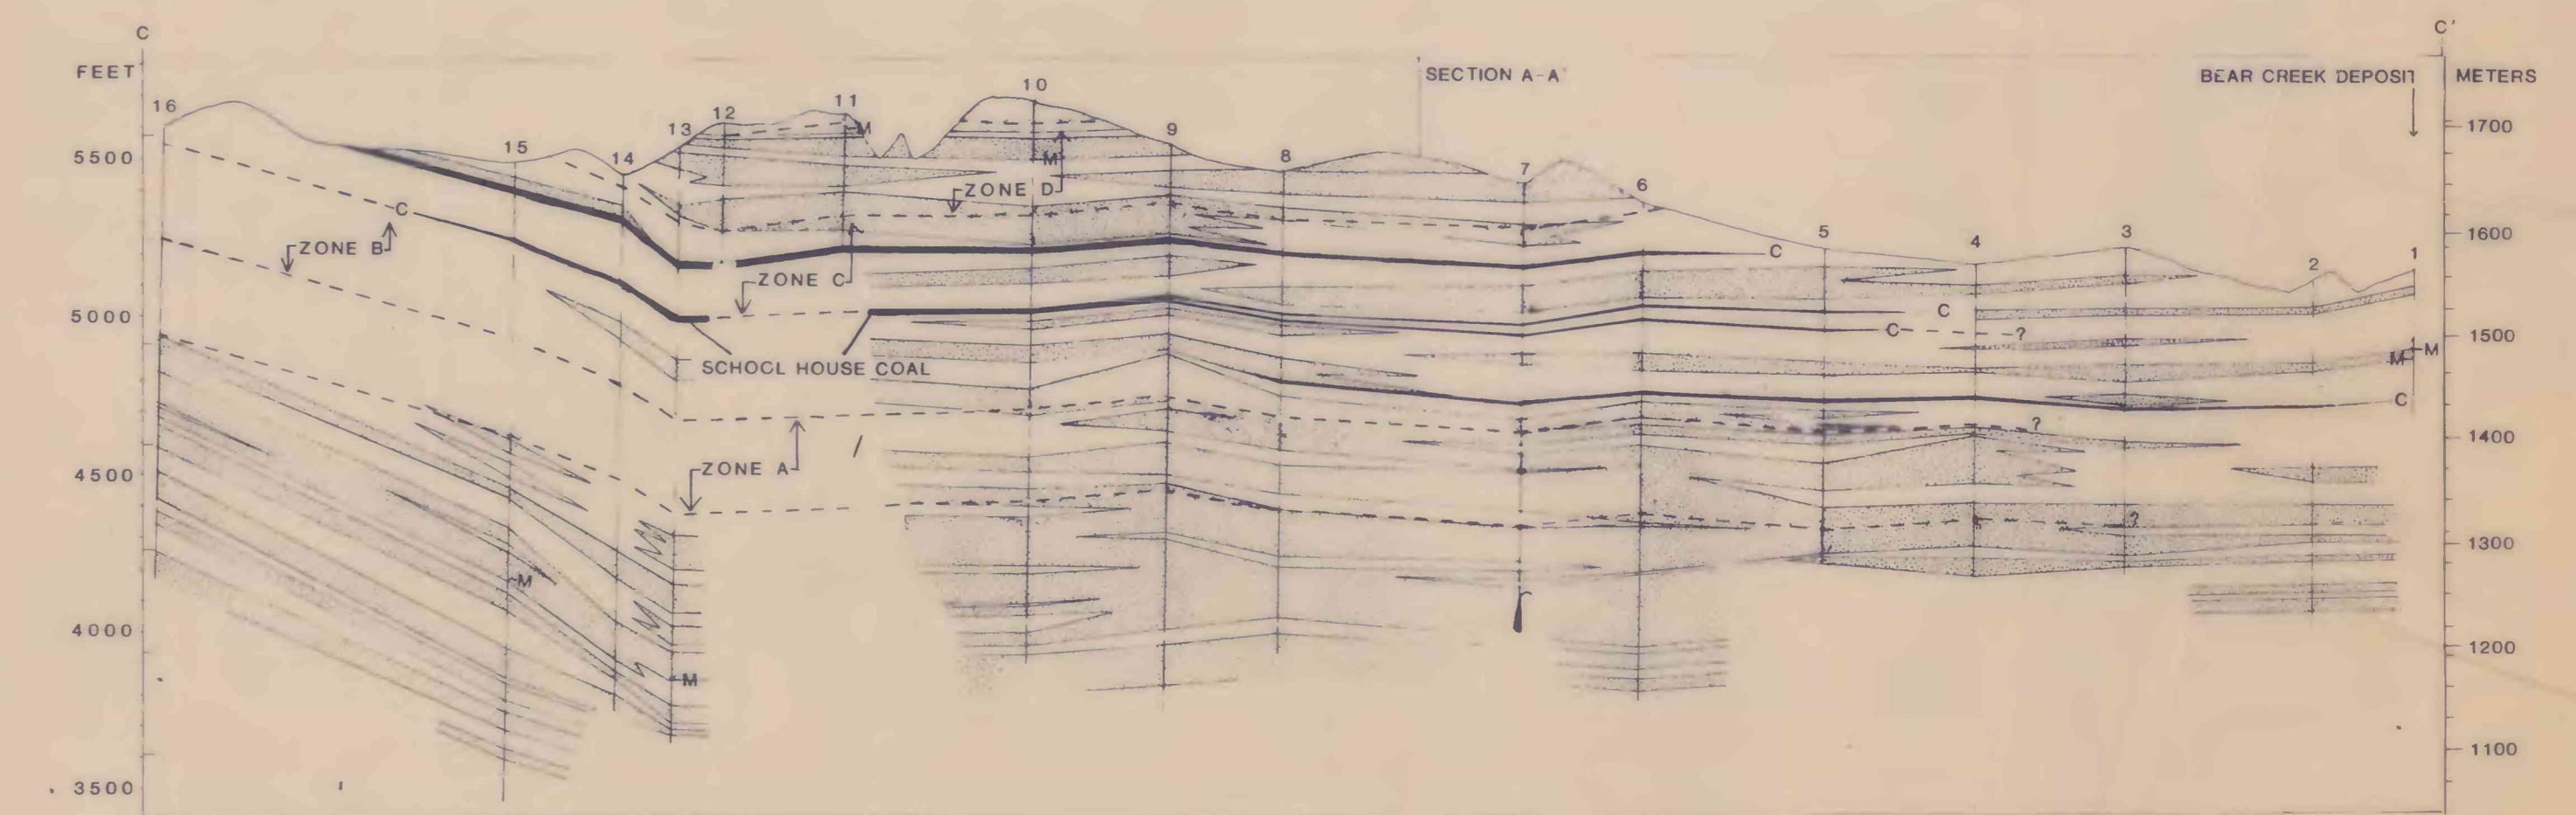 C
C'
FEET
SECTION A-A'
BEAR CREEK DEPOSIT
METERS
16
15
14
13
12
11
10
9
8
7
6
5
4
3
2
1
5500
5000
4500
4000
3500
1700
1600
1500
1400
1300
1200
1100
M
M
ZONE D
C
ZONE B
ZONE C
C
C
C
?
M
M
SCHOOL HOUSE COAL
C
?
ZONE A
?
M
M